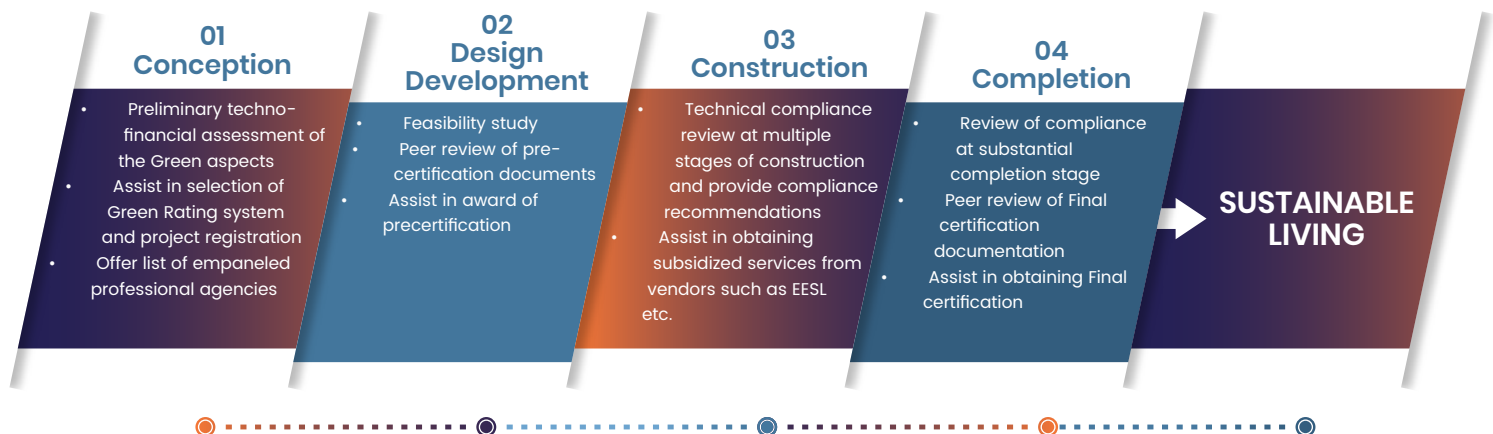 01
Conception
• Preliminary techno-
financial assessment of
the Green aspects
• Assist in selection of
Green Rating system
and project registration
• Offer list of empaneled
professional agencies
02
Design
Development
• Feasibility study
• Peer review of pre-
certification documents
• Assist in award of
precertification
03
Construction
• Technical compliance
review at multiple
stages of construction
and provide compliance
recommendations
• Assist in obtaining
subsidized services from
vendors such as EESL
etc.
04
Completion
• Review of compliance
at substantial
completion stage
• Peer review of Final
certification
documentation
• Assist in obtaining Final
certification
SUSTAINABLE
LIVING